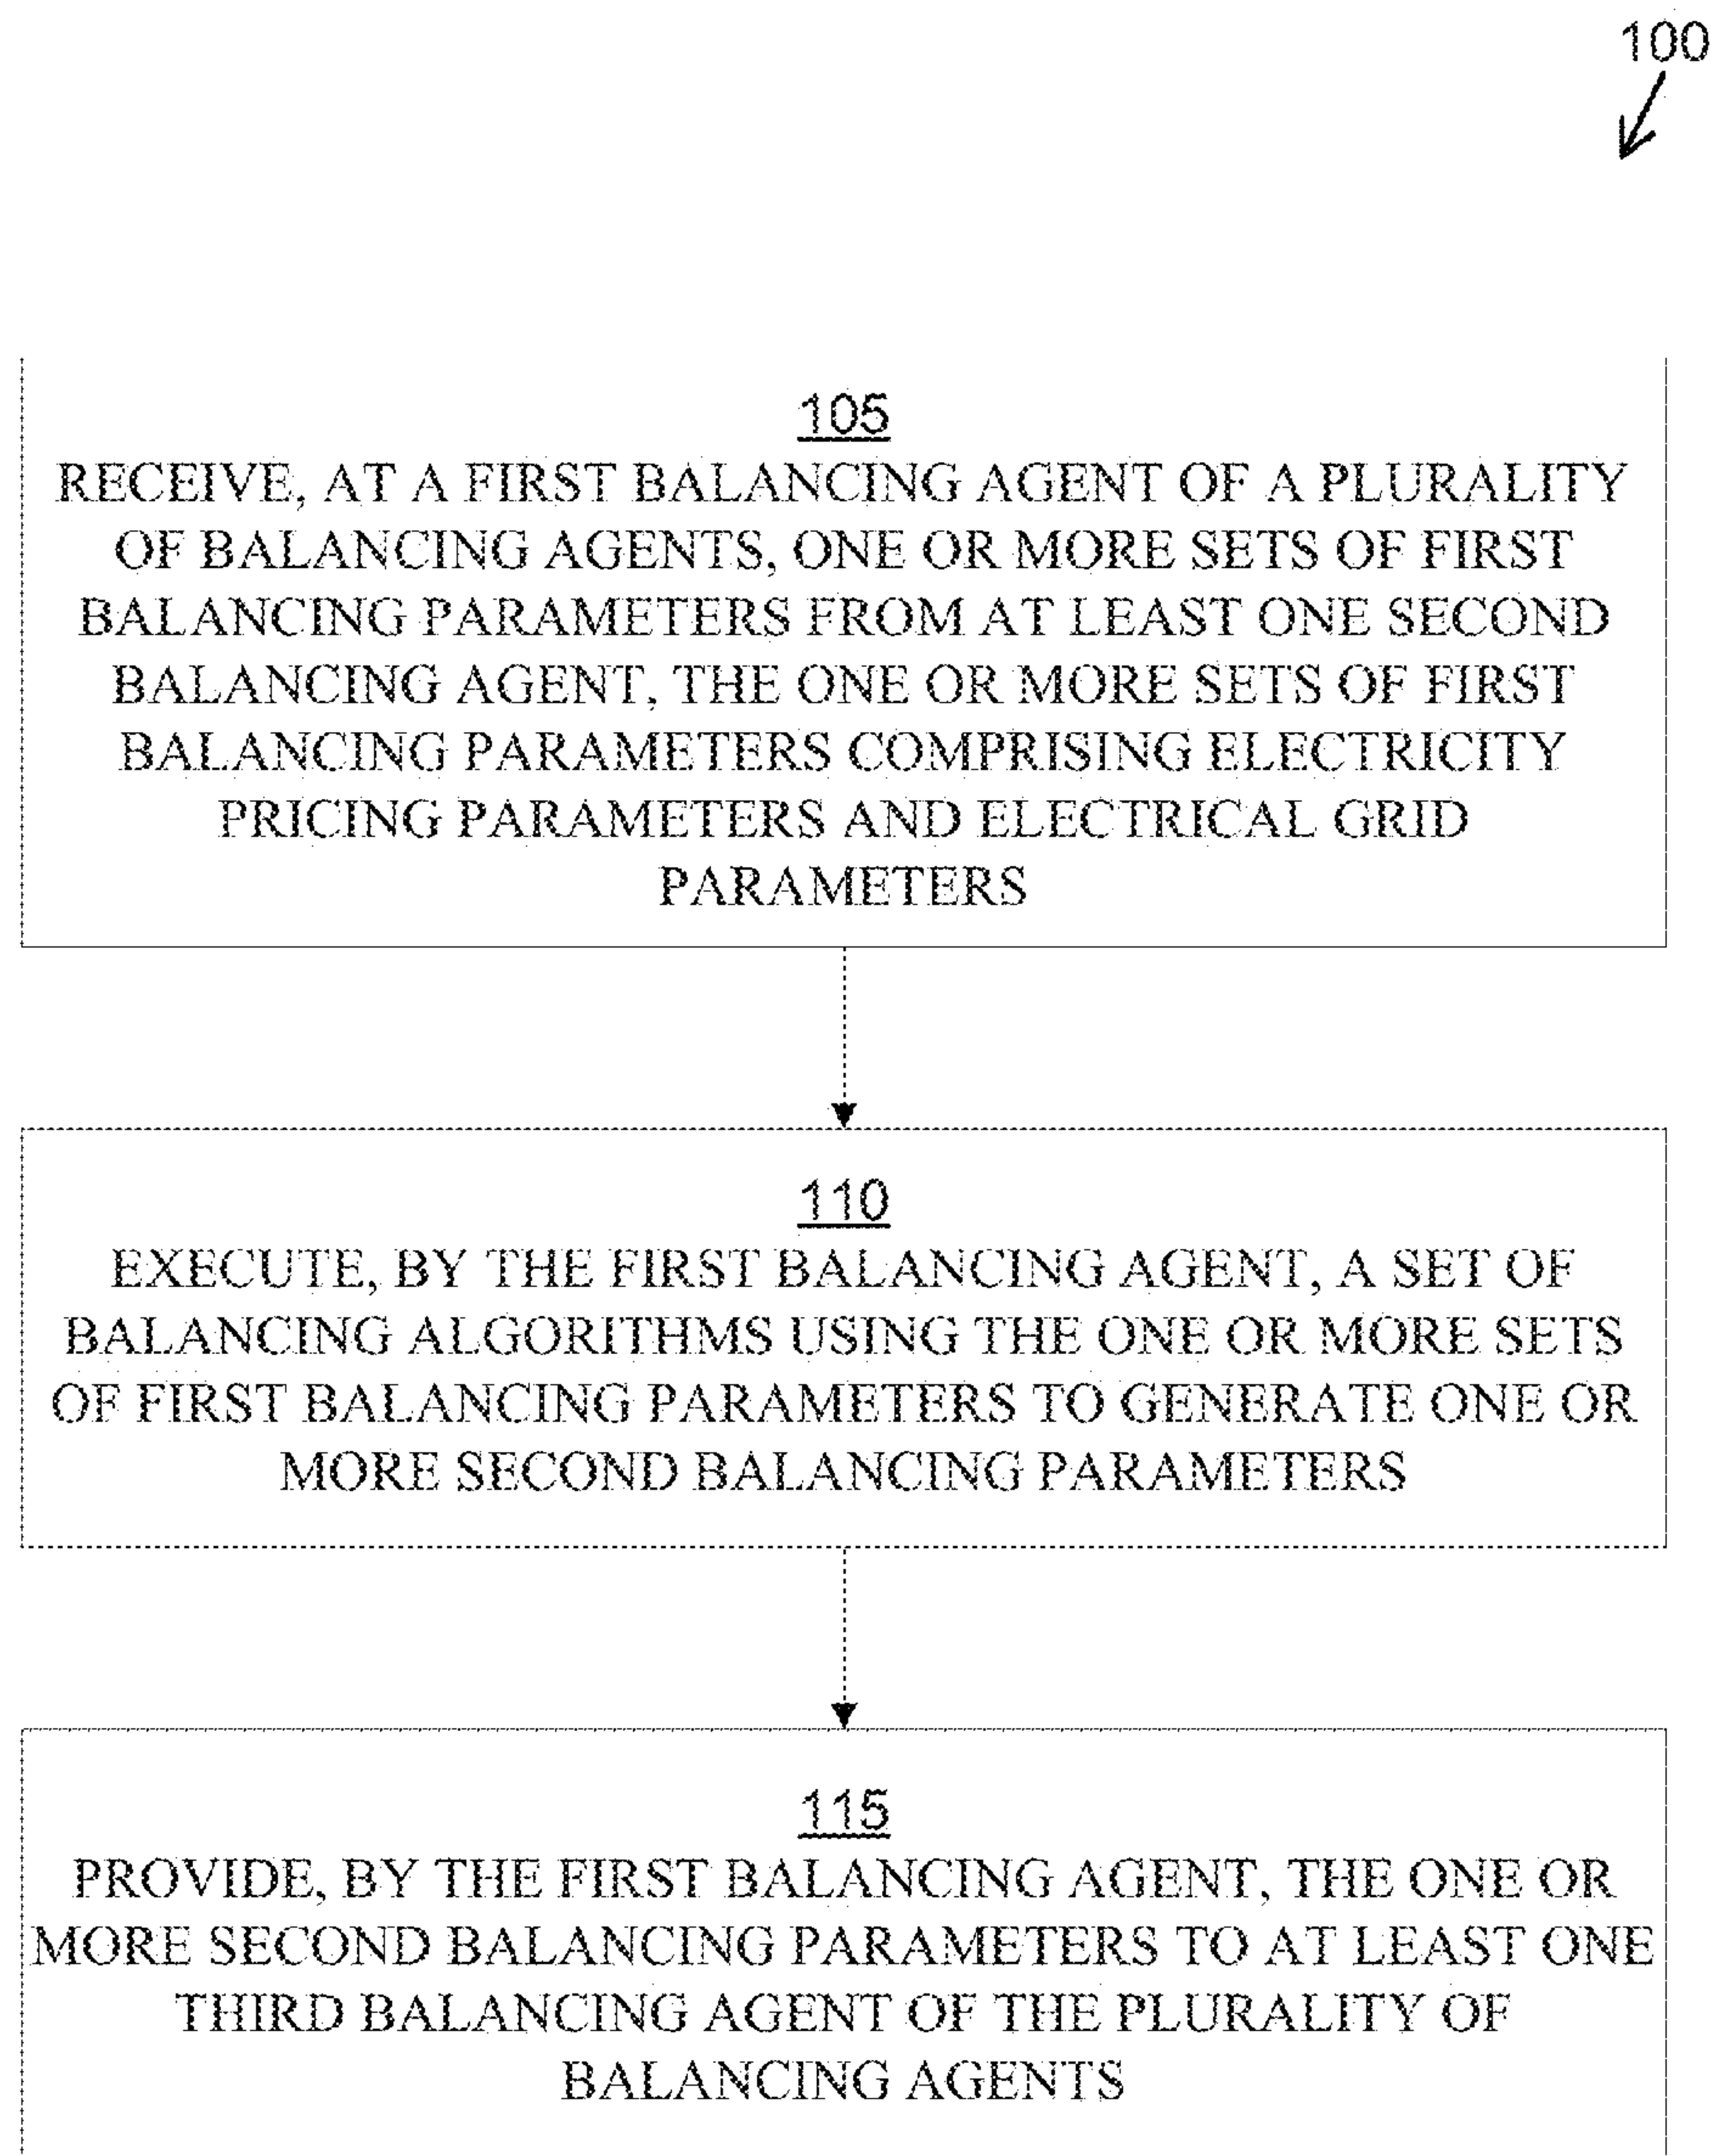 100
105
RECEIVE, AT A FIRST BALANCING AGENT OF A PLURALITY
OF BALANCING AGENTS, ONE OR MORE SETS OF FIRST
BALANCING PARAMETERS FROM AT LEAST ONE SECOND
BALANCING AGENT, THE ONE OR MORE SETS OF FIRST
BALANCING PARAMETERS COMPRISING ELECTRICITY
PRICING PARAMETERS AND ELECTRICAL GRID
PARAMETERS
110
EXECUTE, BY THE FIRST BALANCING AGENT, A SET OF
BALANCING ALGORITHMS USING THE ONE OR MORE SETS
OF FIRST BALANCING PARAMETERS TO GENERATE ONE OR
MORE SECOND BALANCING PARAMETERS
115
PROVIDE, BY THE FIRST BALANCING AGENT, THE ONE OR
MORE SECOND BALANCING PARAMETERS TO AT LEAST ONE
THIRD BALANCING AGENT OF THE PLURALITY OF
BALANCING AGENTS